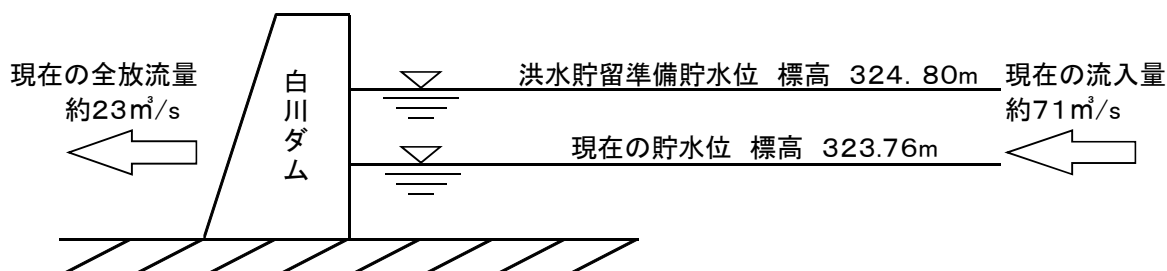 現在の全放流量
約23㎥/s
白川ダム
洪水貯留準備貯水位 標高 324.80m
現在の貯水位 標高 323.76m
現在の流入量
約71㎥/s